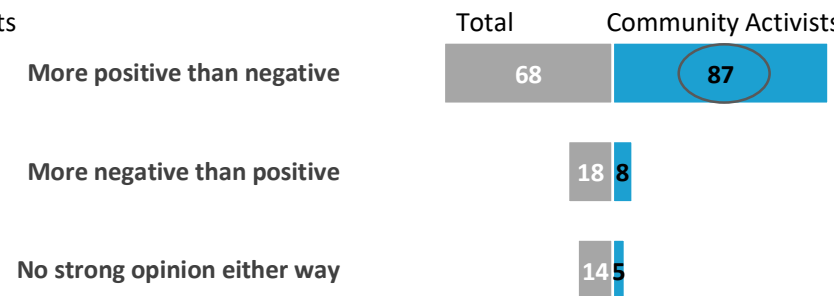 ts
Total Community Activists
More positive than negative 68 87
More negative than positive 18 8
No strong opinion either way 14 5